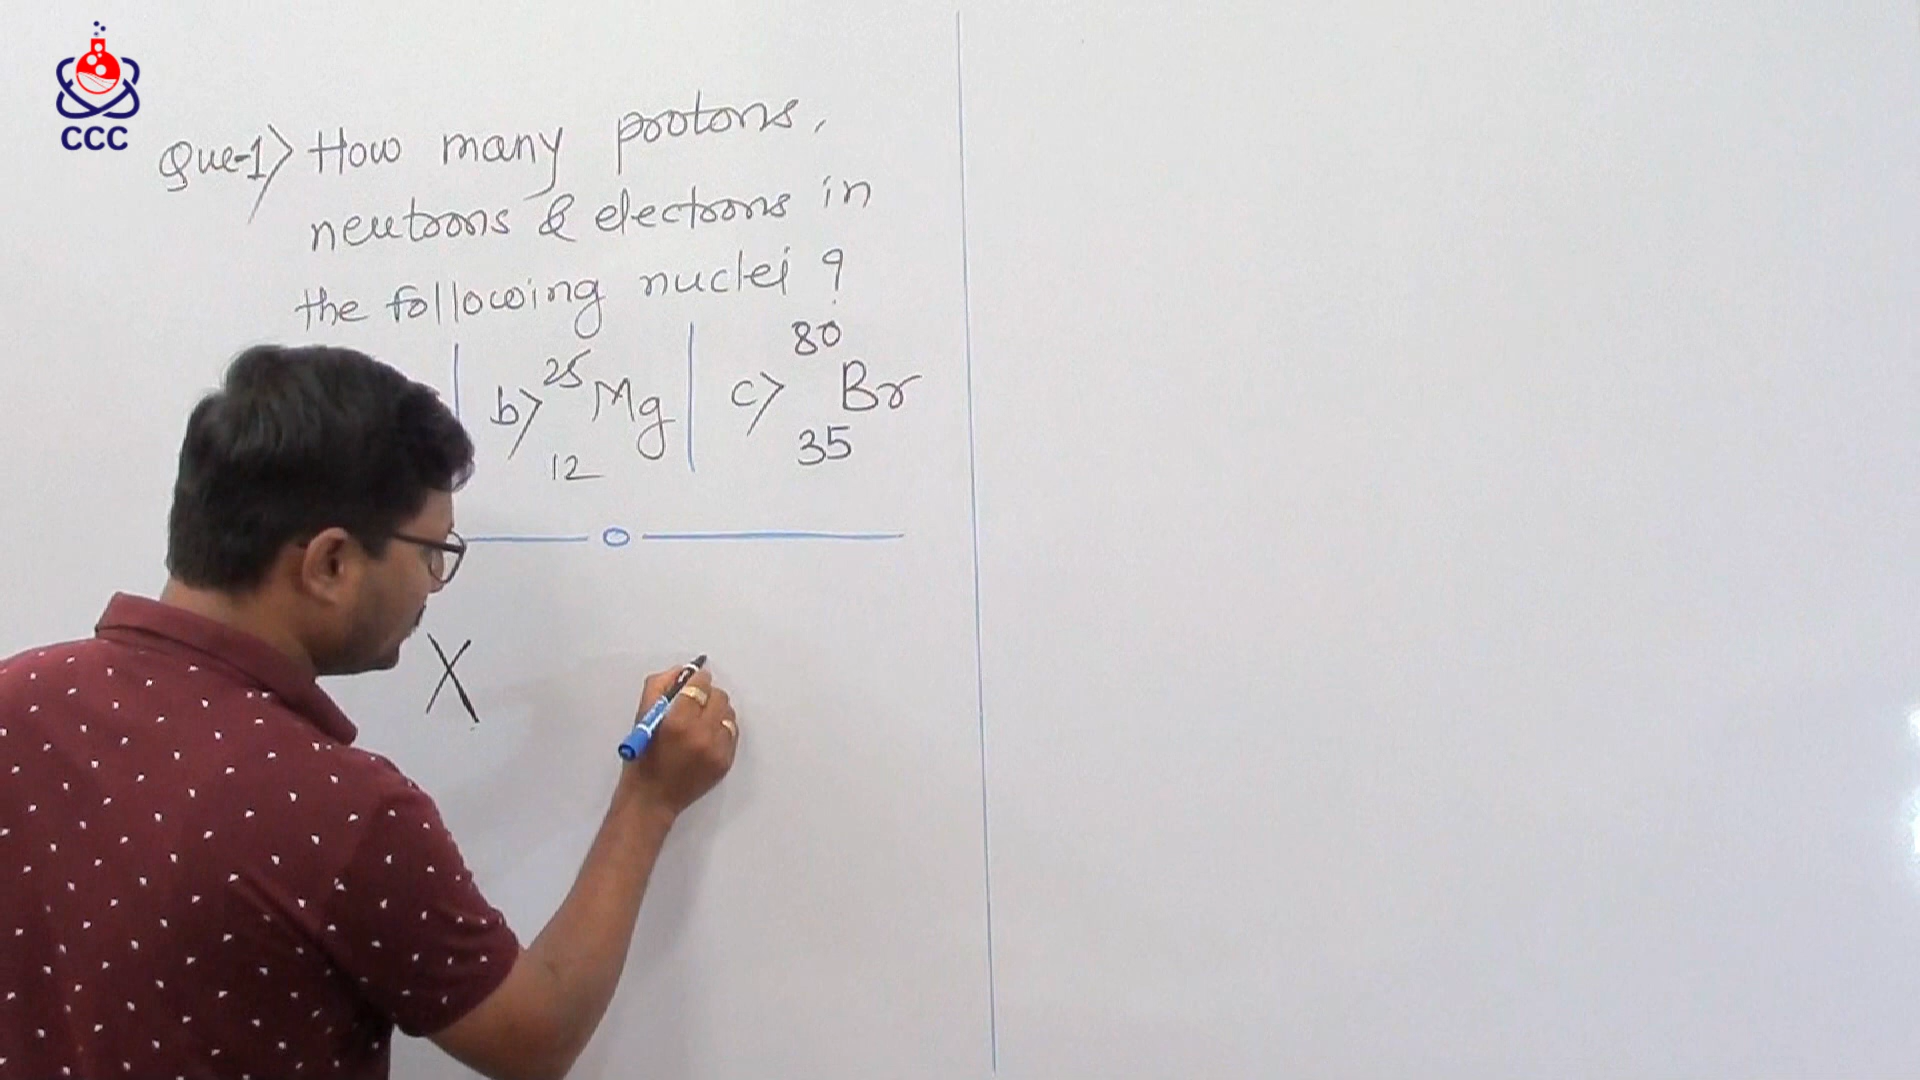 CCC
Que-1> How many protons,
neutrons & electrons in
the following nuclei ?
b> 25 Mg 12
c> 80 Br 35
X